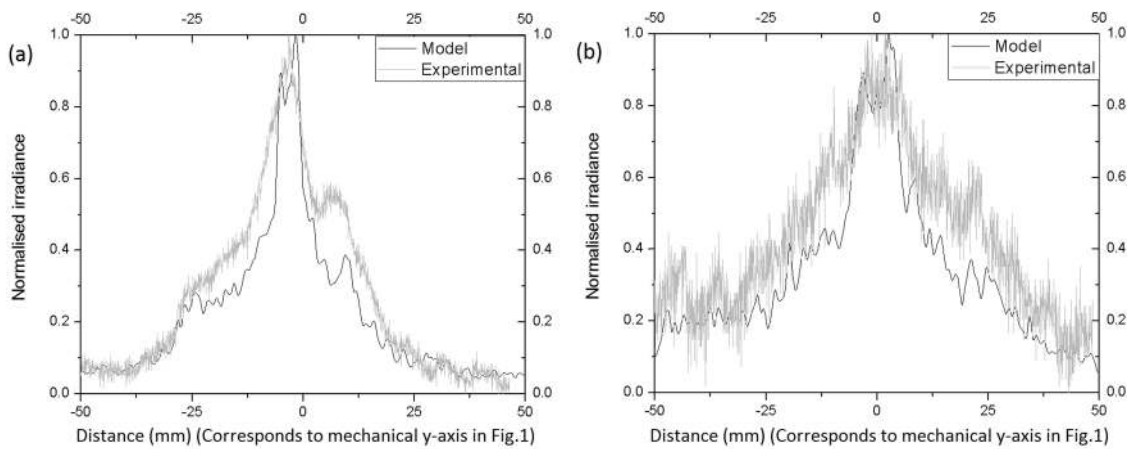 -50 -25 0 25 50
(a)
1.0 1.0
Model
Experimental
0.8 0.8
0.6 0.6
0.4 0.4
0.2 0.2
0.0 0.0
Normalised irradiance
-50 -25 0 25 50
Distance (mm) (Corresponds to mechanical y-axis in Fig.1)
-50 -25 0 25 50
(b)
1.0 1.0
Model
Experimental
0.8 0.8
0.6 0.6
0.4 0.4
0.2 0.2
0.0 0.0
Normalised irradiance
-50 -25 0 25 50
Distance (mm) (Corresponds to mechanical y-axis in Fig.1)